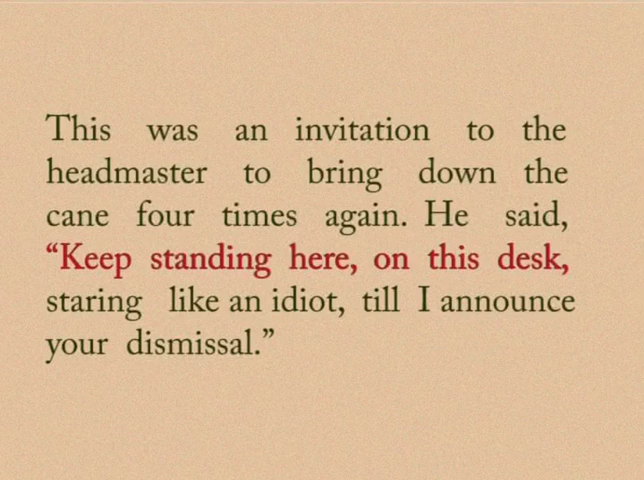 This was an invitation to the
headmaster to bring down the
cane four times again. He said,
“Keep standing here, on this desk,
staring like an idiot, till I announce
your dismissal.”